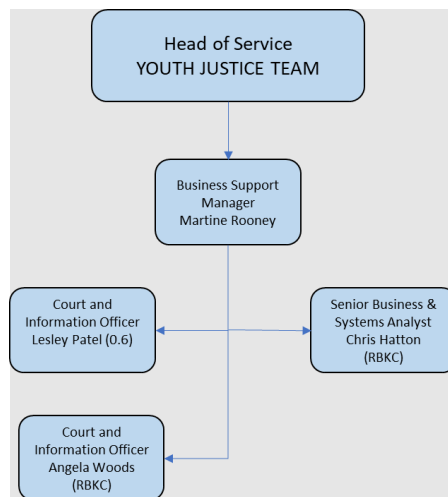 Head of Service
YOUTH JUSTICE TEAM
Business Support
Manager
Martine Rooney
Court and
Information Officer
Lesley Patel (0.6)
Senior Business &
Systems Analyst
Chris Hatton
(RBKC)
Court and
Information Officer
Angela Woods
(RBKC)